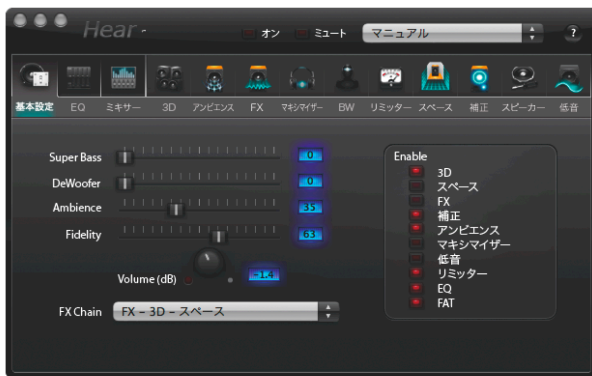 Hear
オン ミュート マニュアル ?
基本設定 EQ ミキサー 3D アンビエンス FX マキシマイザー BW リミッター スペース 補正 スピーカー 低音
Super Bass 0
DeWoofer 0
Ambience 35
Fidelity 63
Volume (dB) -1.4
FX Chain FX – 3D – スペース
Enable
3D
スペース
FX
補正
アンビエンス
マキシマイザー
低音
リミッター
EQ
FAT